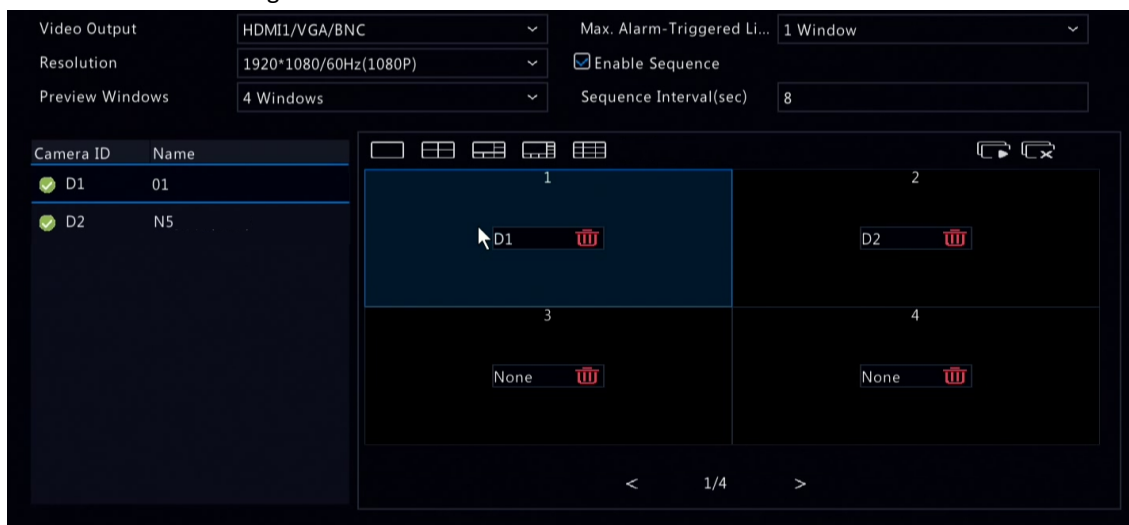 Video Output HDMI1/VGA/BNC Max. Alarm-Triggered Li... 1 Window
Resolution 1920*1080/60Hz(1080P) Enable Sequence
Preview Windows 4 Windows Sequence Interval(sec) 8
Camera ID Name
D1 01
D2 N5
1 2
D1 D2
3 4
None None
< 1/4 >